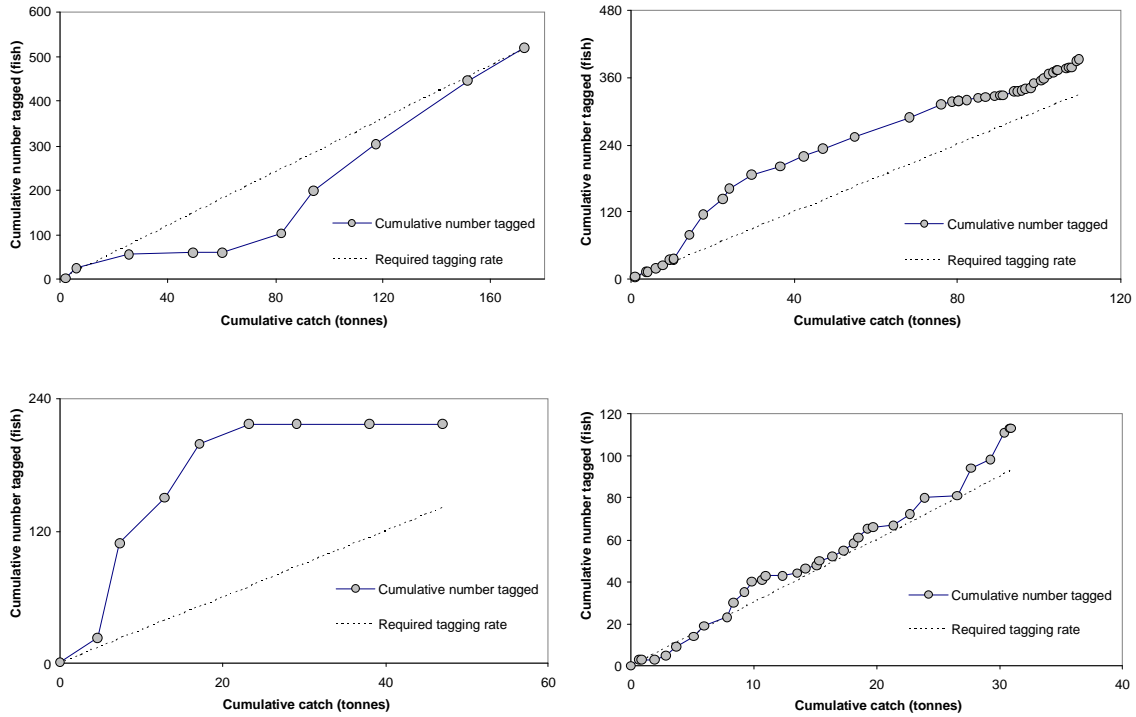 600
500
400
300
200
100
0
0 40 80 120 160
Cumulative number tagged (fish)
Cumulative catch (tonnes)
Cumulative number tagged
Required tagging rate
480
360
240
120
0
0 40 80 120
Cumulative number tagged (fish)
Cumulative catch (tonnes)
Cumulative number tagged
Required tagging rate
240
120
0
0 20 40 60
Cumulative number tagged (fish)
Cumulative catch (tonnes)
Cumulative number tagged
Required tagging rate
120
100
80
60
40
20
0
0 10 20 30 40
Cumulative number tagged (fish)
Cumulative catch (tonnes)
Cumulative number tagged
Required tagging rate